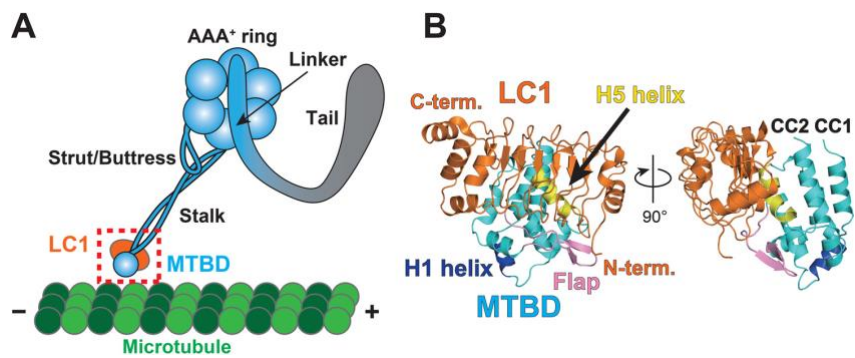 A
AAA+ ring
Linker
Tail
Strut/Buttress
Stalk
LC1
MTBD
−
+
Microtubule
B
LC1
C-term.
H5 helix
CC2 CC1
90°
H1 helix
Flap
N-term.
MTBD